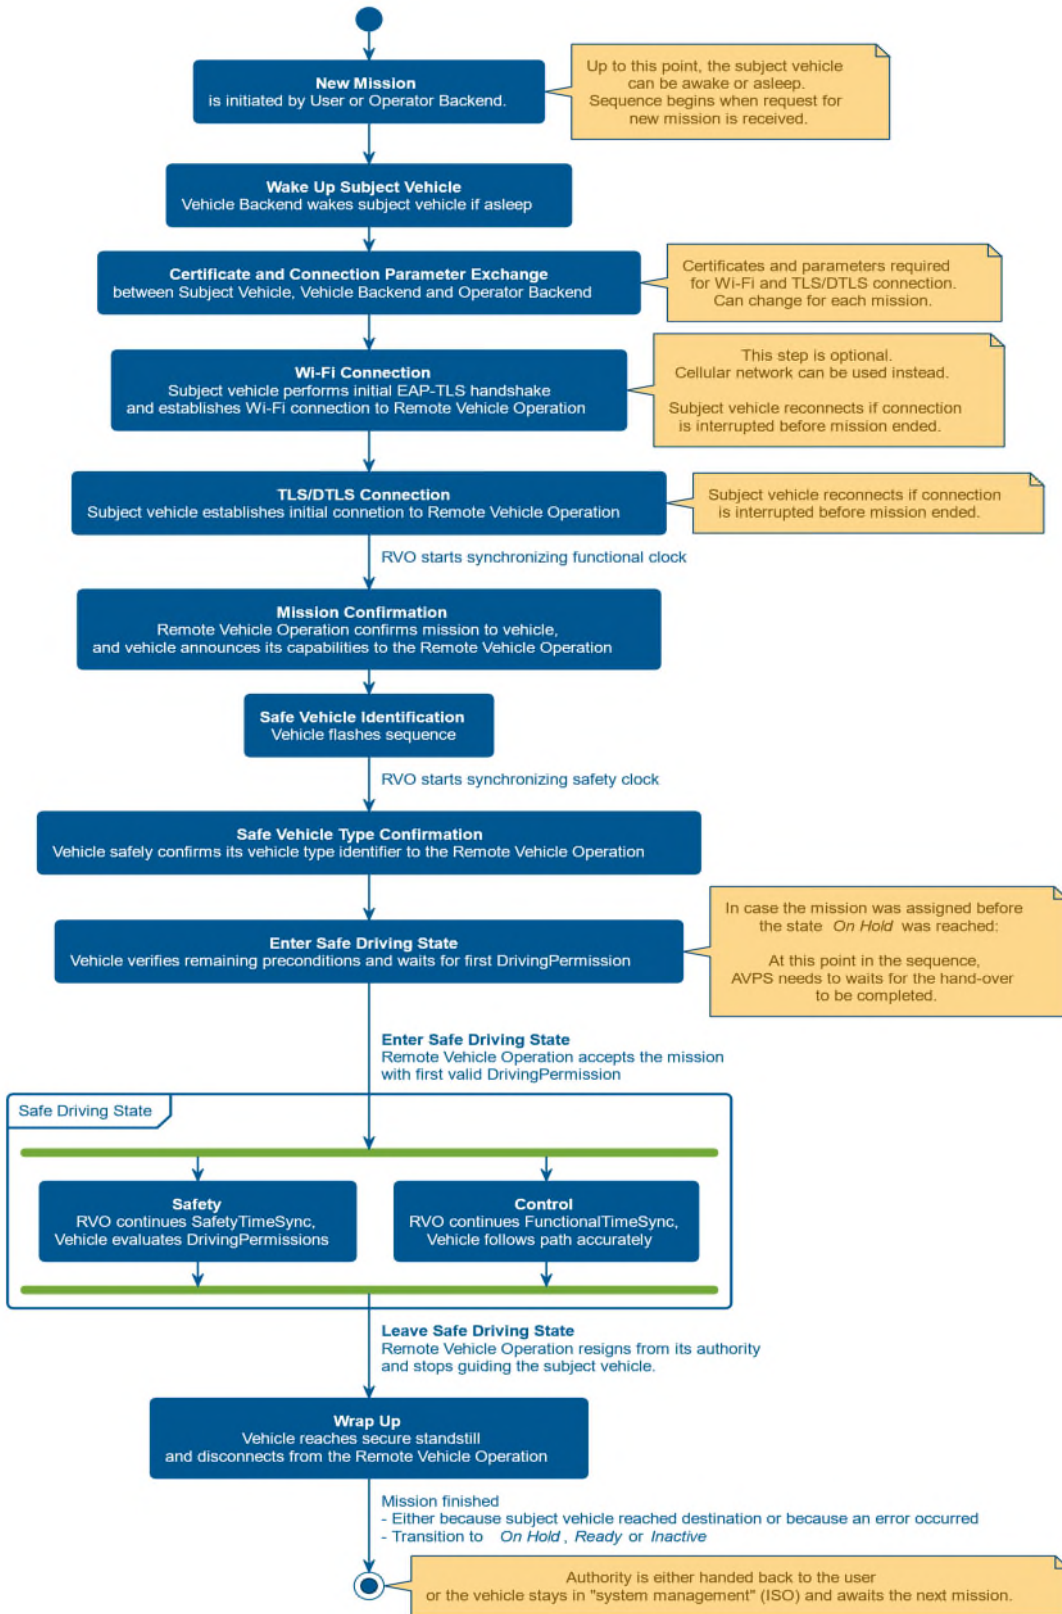 New Mission
is initiated by User or Operator Backend.
Up to this point, the subject vehicle
can be awake or asleep.
Sequence begins when request for
new mission is received.
Wake Up Subject Vehicle
Vehicle Backend wakes subject vehicle if asleep
Certificate and Connection Parameter Exchange
between Subject Vehicle, Vehicle Backend and Operator Backend
Certificates and parameters required
for Wi-Fi and TLS/DTLS connection.
Can change for each mission.
Wi-Fi Connection
Subject vehicle performs initial EAP-TLS handshake
and establishes Wi-Fi connection to Remote Vehicle Operation
This step is optional.
Cellular network can be used instead.
Subject vehicle reconnects if connection
is interrupted before mission ended.
TLS/DTLS Connection
Subject vehicle establishes initial connetion to Remote Vehicle Operation
Subject vehicle reconnects if connection
is interrupted before mission ended.
RVO starts synchronizing functional clock
Mission Confirmation
Remote Vehicle Operation confirms mission to vehicle,
and vehicle announces its capabilities to the Remote Vehicle Operation
Safe Vehicle Identification
Vehicle flashes sequence
RVO starts synchronizing safety clock
Safe Vehicle Type Confirmation
Vehicle safely confirms its vehicle type identifier to the Remote Vehicle Operation
Enter Safe Driving State
Vehicle verifies remaining preconditions and waits for first DrivingPermission
In case the mission was assigned before
the state On Hold was reached:
At this point in the sequence,
AVPS needs to waits for the hand-over
to be completed.
Enter Safe Driving State
Remote Vehicle Operation accepts the mission
with first valid DrivingPermission
Safe Driving State
Safety
RVO continues SafetyTimeSync,
Vehicle evaluates DrivingPermissions
Control
RVO continues FunctionalTimeSync,
Vehicle follows path accurately
Leave Safe Driving State
Remote Vehicle Operation resigns from its authority
and stops guiding the subject vehicle.
Wrap Up
Vehicle reaches secure standstill
and disconnects from the Remote Vehicle Operation
Mission finished
- Either because subject vehicle reached destination or because an error occurred
- Transition to On Hold, Ready or Inactive
Authority is either handed back to the user
or the vehicle stays in "system management" (ISO) and awaits the next mission.